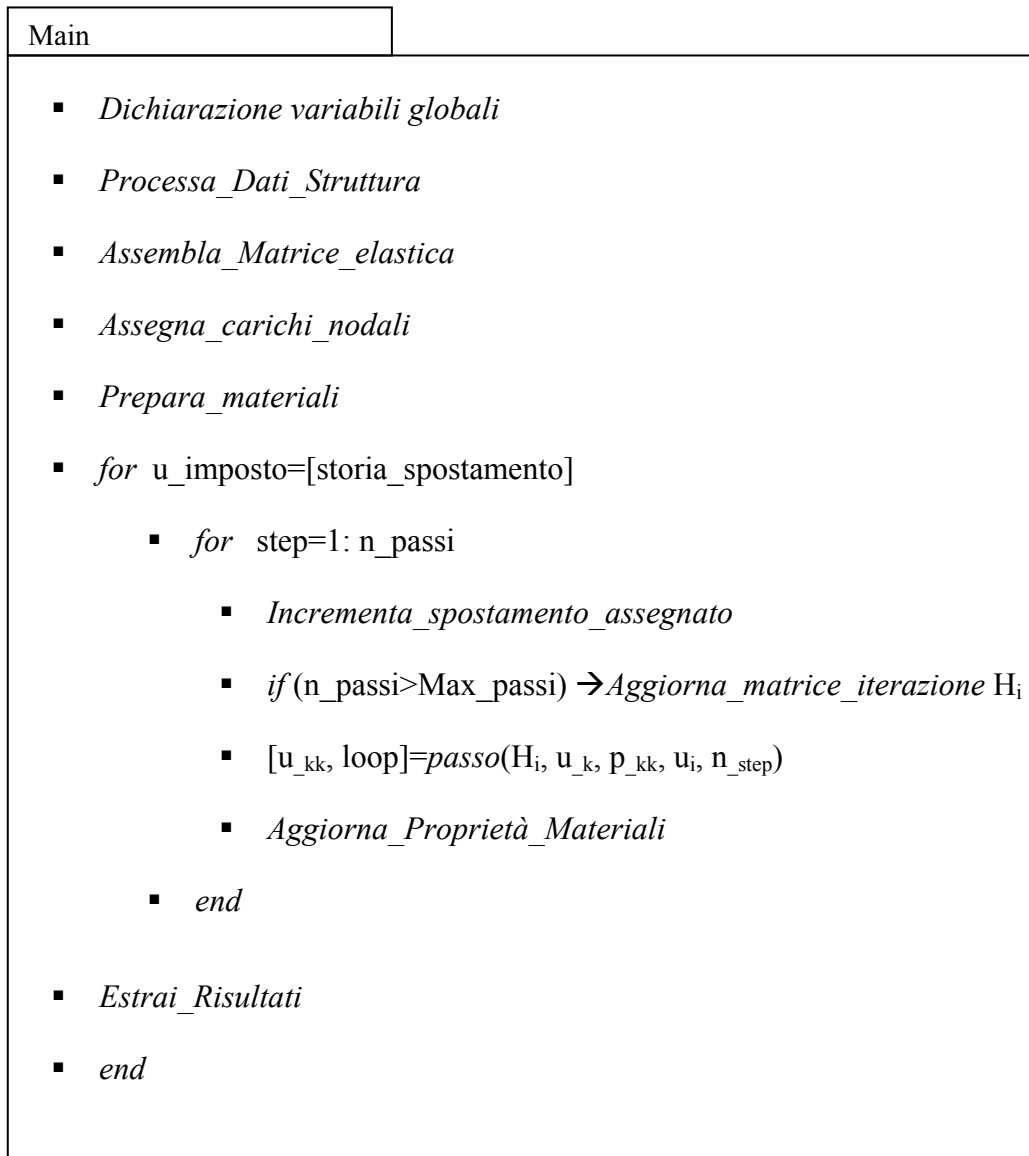 Main
▪ Dichiarazione variabili globali
▪ Processa_Dati_Struttura
▪ Assembla_Matrice_elastica
▪ Assegna_carichi_nodali
▪ Prepara_materiali
▪ for u_imposto=[storia_spostamento]
▪ for step=1: n_passi
▪ Incrementa_spostamento_assegnato
▪ if (n_passi>Max_passi) →Aggiorna_matrice_iterazione Hi
▪ [u_kk, loop]=passo(Hi, u_k, p_kk, ui, n_step)
▪ Aggiorna_Proprietà_Materiali
▪ end
▪ Estrai_Risultati
▪ end